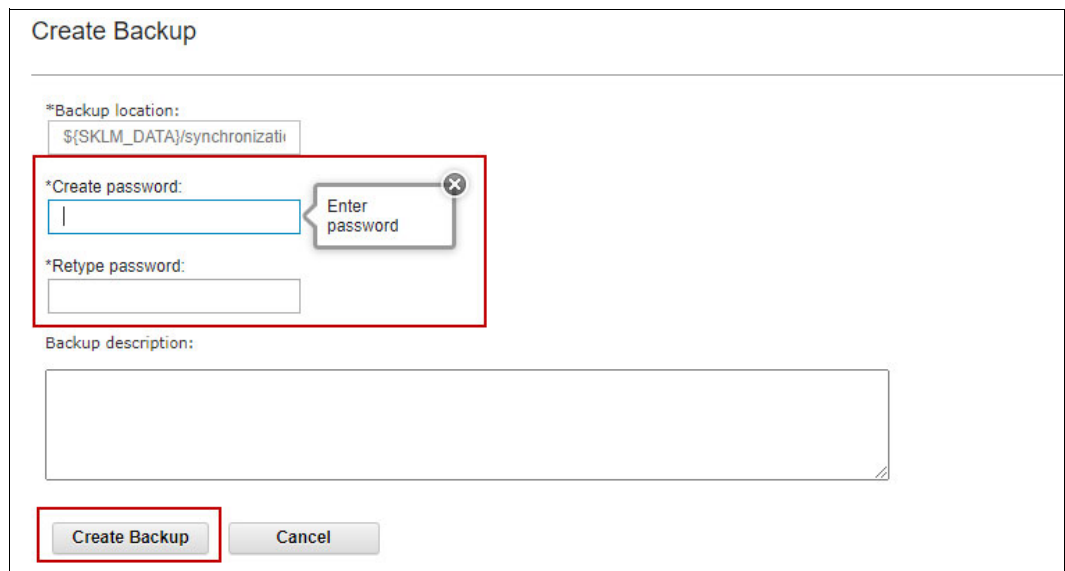 Create Backup
*Backup location:
${SKLM_DATA}/synchronizati
*Create password:
Enter
password
*Retype password:
Backup description:
Create Backup
Cancel